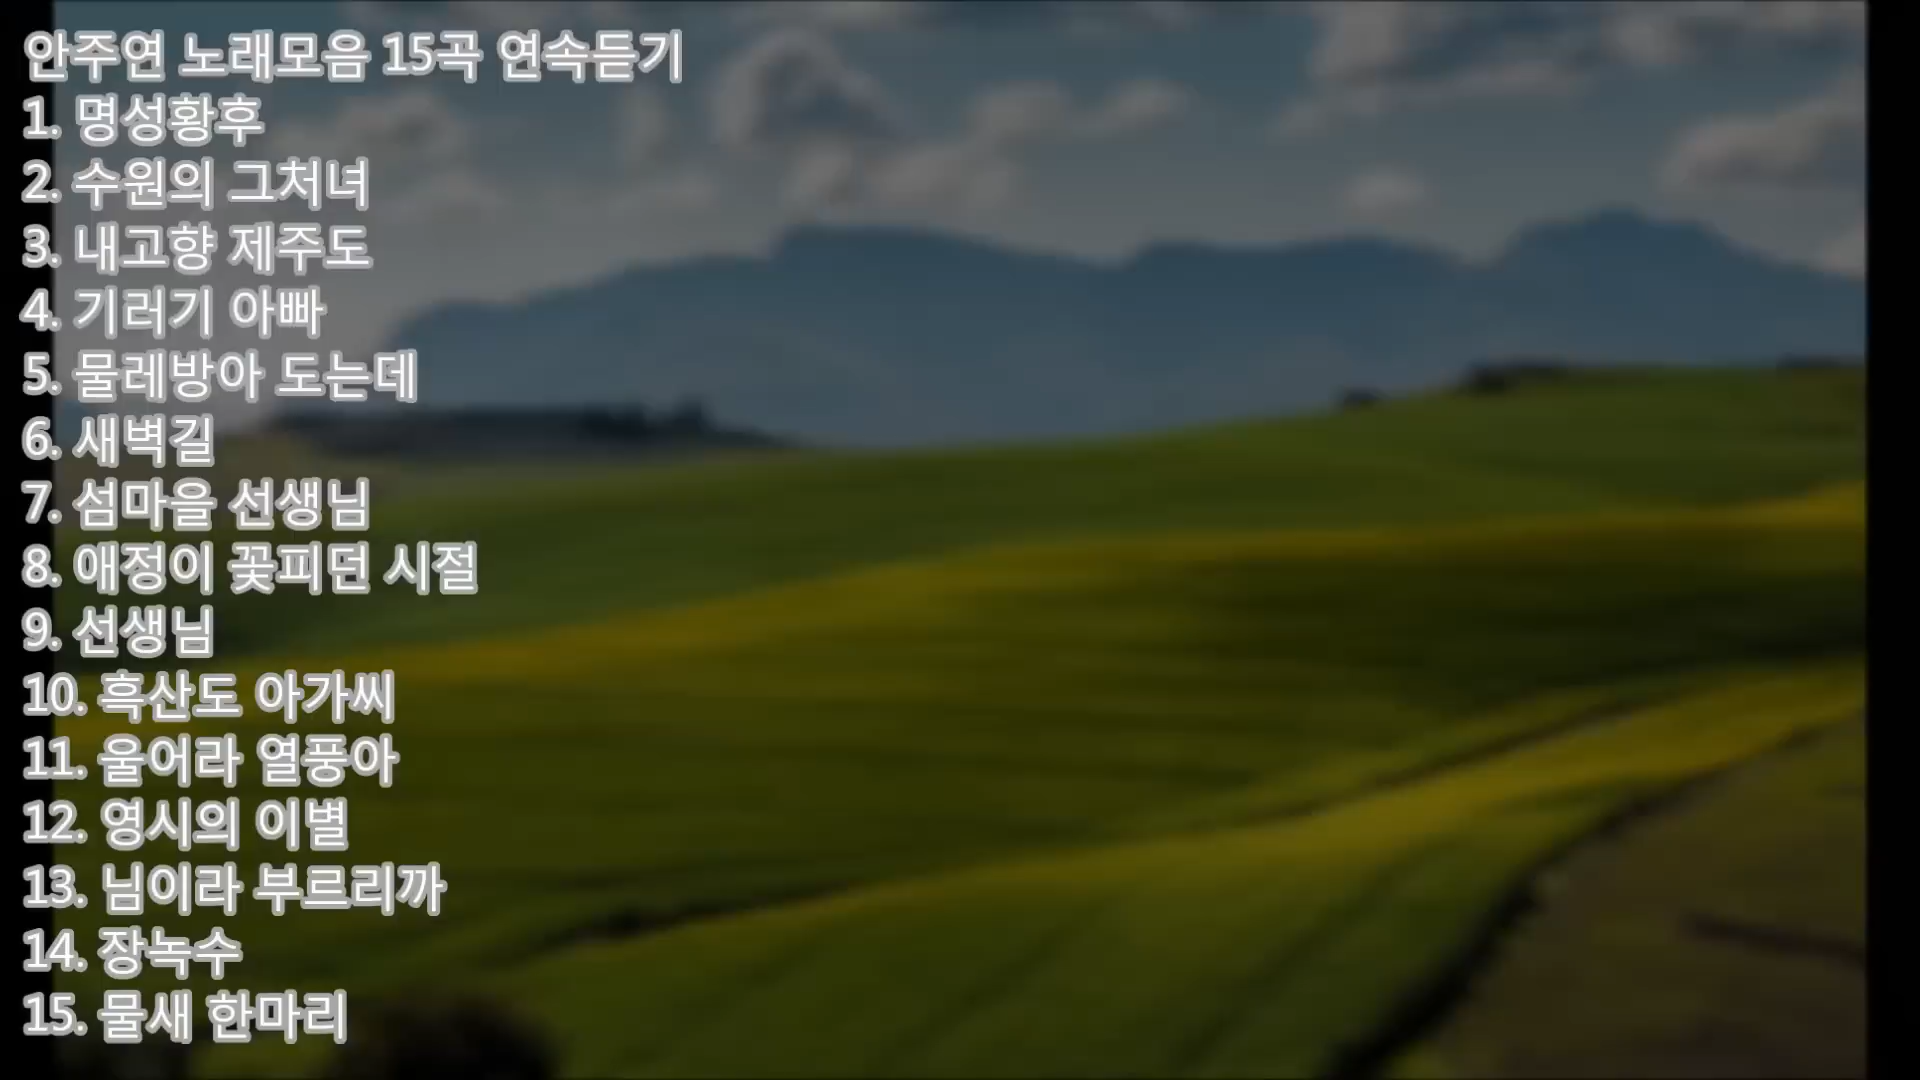 안주연 노래모음 15곡 연속듣기
1. 명성황후
2. 수원의 그처녀
3. 내고향 제주도
4. 기러기 아빠
5. 물레방아 도는데
6. 새벽길
7. 섬마을 선생님
8. 애정이 꽃피던 시절
9. 선생님
10. 흑산도 아가씨
11. 울어라 열풍아
12. 영시의 이별
13. 님이라 부르리까
14. 장녹수
15. 물새 한마리